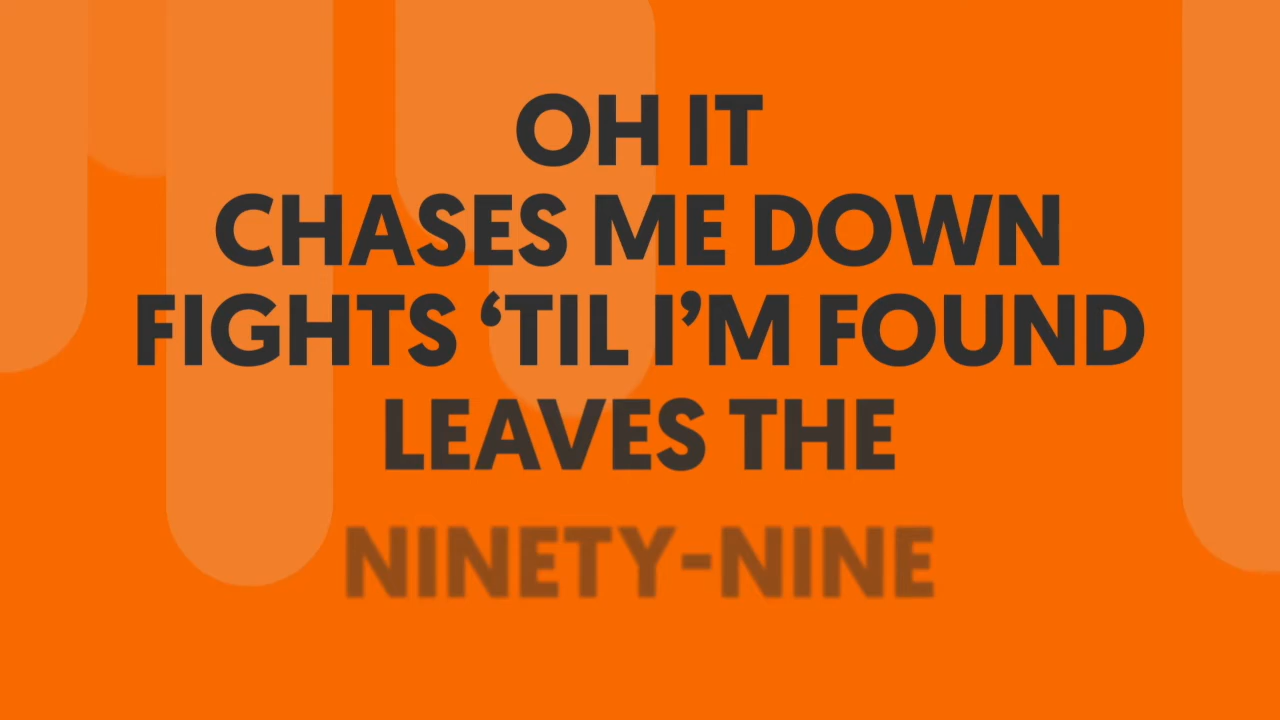 OH IT
CHASES ME DOWN
FIGHTS ‘TIL I’M FOUND
LEAVES THE
NINETY-NINE